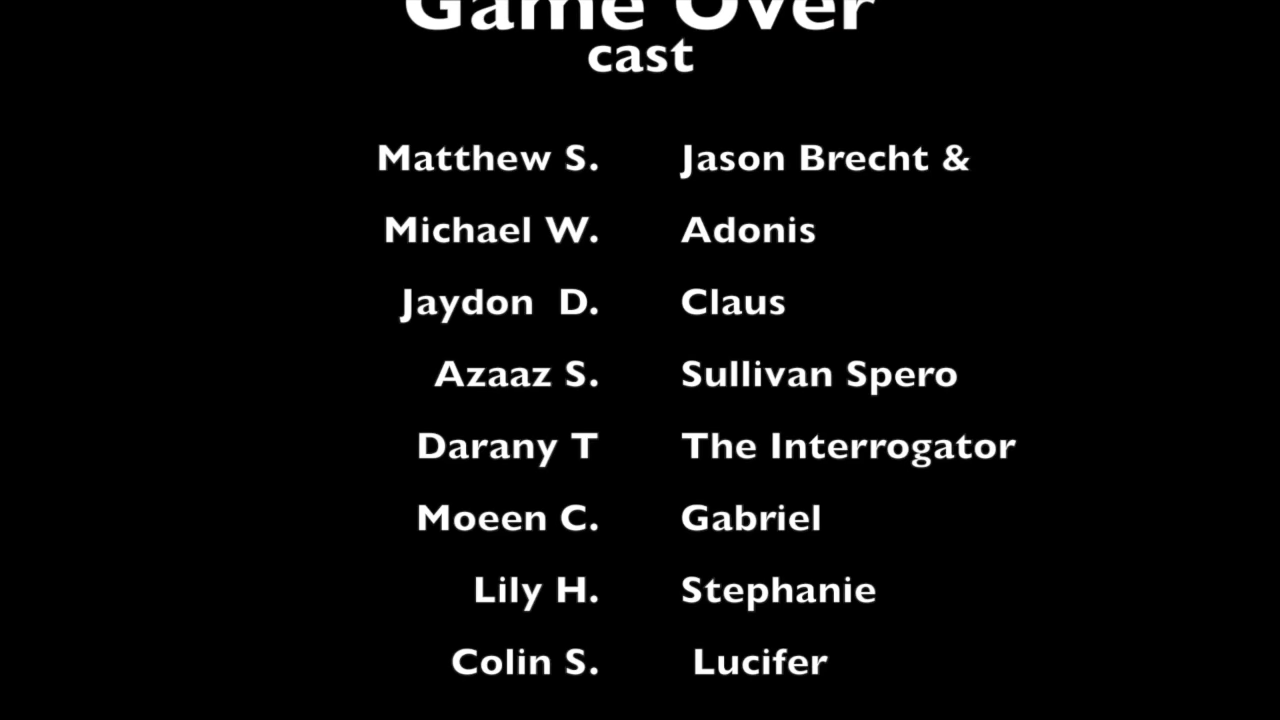 Game Over
cast
Matthew S. Jason Brecht &
Michael W. Adonis
Jaydon D. Claus
Azaaz S. Sullivan Spero
Darany T The Interrogator
Moeen C. Gabriel
Lily H. Stephanie
Colin S. Lucifer